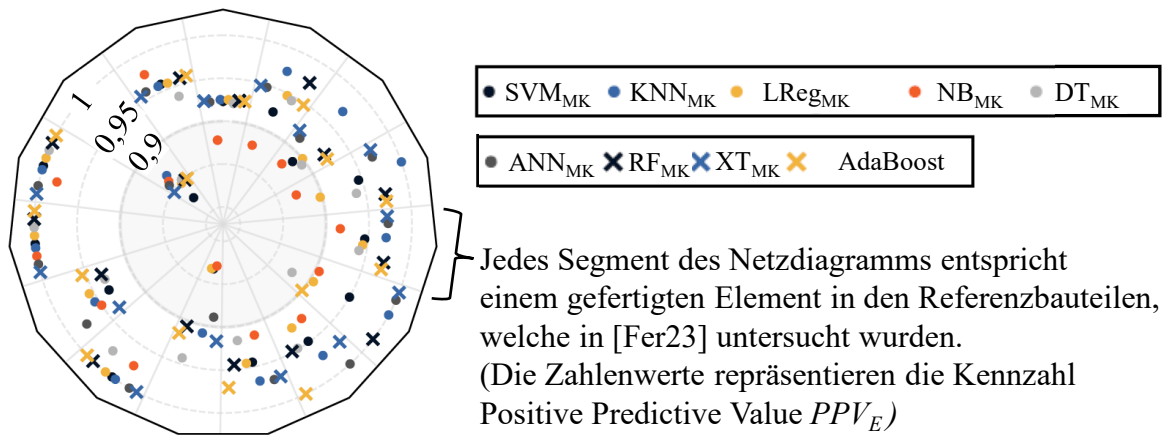 1
0,95
0,9
SVM_MK KNN_MK LReg_MK NB_MK DT_MK
ANN_MK RF_MK XT_MK AdaBoost
Jedes Segment des Netzdiagramms entspricht
einem gefertigten Element in den Referenzbauteilen,
welche in [Fer23] untersucht wurden.
(Die Zahlenwerte repräsentieren die Kennzahl
Positive Predictive Value PPV_E)